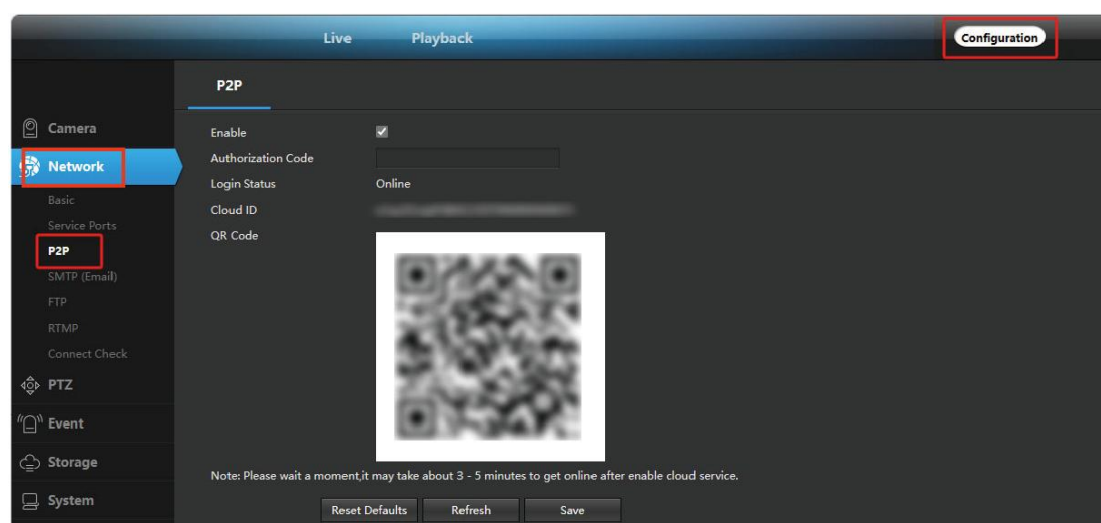 Live Playback Configuration
P2P
Camera
Network
Basic
Service Ports
P2P
SMTP (Email)
FTP
RTMP
Connect Check
PTZ
Event
Storage
System
Enable
Authorization Code
Login Status Online
Cloud ID
QR Code
Note: Please wait a moment,it may take about 3 - 5 minutes to get online after enable cloud service.
Reset Defaults Refresh Save